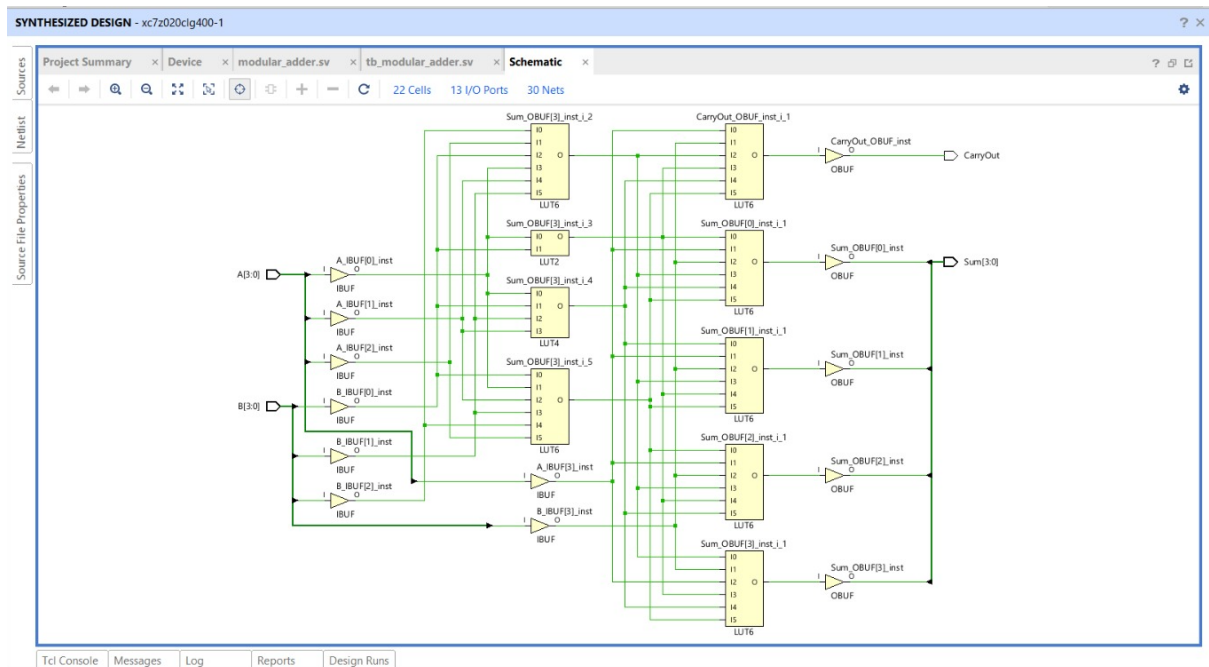 SYNTHESIZED DESIGN - xc7z020clg400-1 ? ×
Sources
Netlist
Source File Properties
Project Summary × Device × modular_adder.sv × tb_modular_adder.sv × Schematic × ?
22 Cells 13 I/O Ports 30 Nets
Sum_OBUF[3]_inst_i_2
I0
I1
I2 O
I3
I4
I5
LUT6
Sum_OBUF[3]_inst_i_3
I0 O
I1
LUT2
Sum_OBUF[3]_inst_i_4
I0
I1 O
I2
I3
LUT4
Sum_OBUF[3]_inst_i_5
I0
I1
I2 O
I3
I4
I5
LUT6
A[3:0]
A_IBUF[0]_inst
I O
IBUF
A_IBUF[1]_inst
I O
IBUF
A_IBUF[2]_inst
I O
IBUF
B[3:0]
B_IBUF[0]_inst
I O
IBUF
B_IBUF[1]_inst
I O
IBUF
B_IBUF[2]_inst
I O
IBUF
A_IBUF[3]_inst
I O
IBUF
B_IBUF[3]_inst
I O
IBUF
CarryOut_OBUF_inst_i_1
I0
I1
I2 O
I3
I4
I5
LUT6
CarryOut_OBUF_inst
I O
OBUF
CarryOut
Sum_OBUF[0]_inst_i_1
I0
I1
I2 O
I3
I4
I5
LUT6
Sum_OBUF[0]_inst
I O
OBUF
Sum[3:0]
Sum_OBUF[1]_inst_i_1
I0
I1
I2 O
I3
I4
I5
LUT6
Sum_OBUF[1]_inst
I O
OBUF
Sum_OBUF[2]_inst_i_1
I0
I1
I2 O
I3
I4
I5
LUT6
Sum_OBUF[2]_inst
I O
OBUF
Sum_OBUF[3]_inst_i_1
I0
I1
I2 O
I3
I4
I5
LUT6
Sum_OBUF[3]_inst
I O
OBUF
Tcl Console Messages Log Reports Design Runs